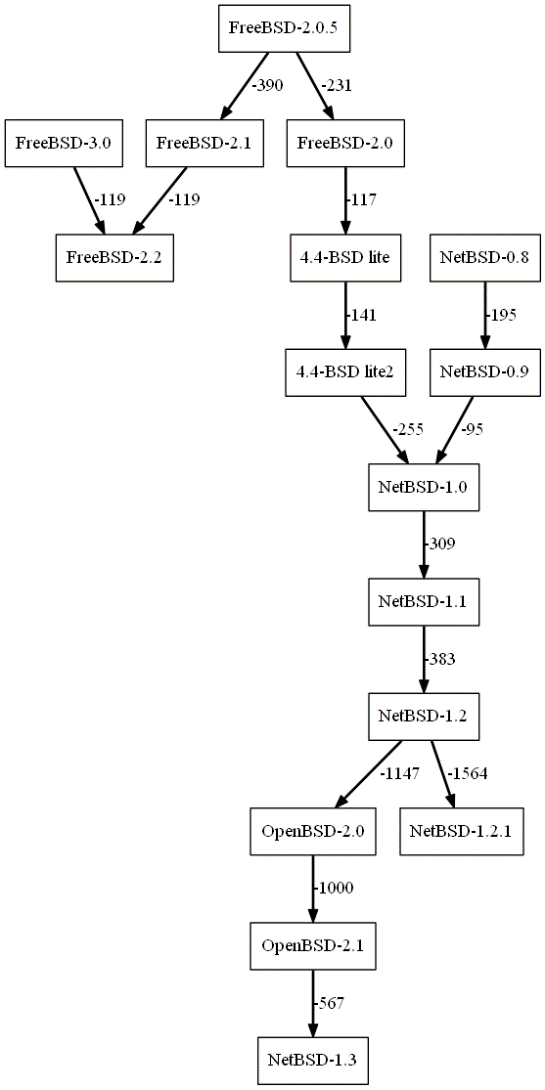 FreeBSD-2.0.5
-390
-231
FreeBSD-3.0
FreeBSD-2.1
FreeBSD-2.0
-119
-119
-117
FreeBSD-2.2
4.4-BSD lite
NetBSD-0.8
-141
-195
4.4-BSD lite2
NetBSD-0.9
-255
-95
NetBSD-1.0
-309
NetBSD-1.1
-383
NetBSD-1.2
-1147
-1564
OpenBSD-2.0
NetBSD-1.2.1
-1000
OpenBSD-2.1
-567
NetBSD-1.3